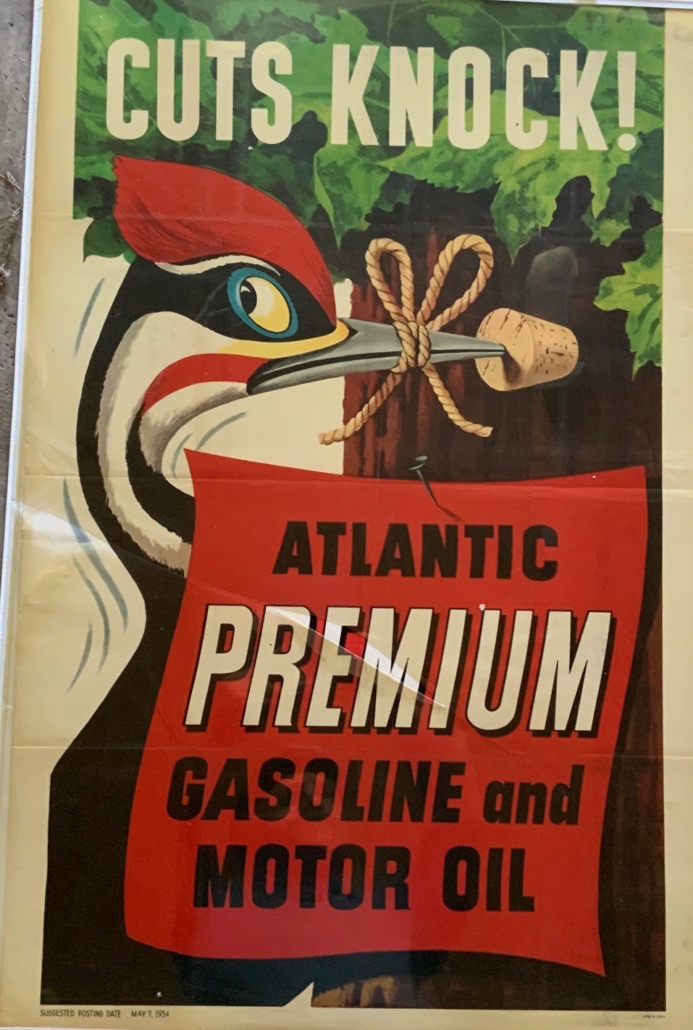 CUTS KNOCK!
ATLANTIC
PREMIUM
GASOLINE and
MOTOR OIL
SUGGESTED POSTING DATE MAY 7, 1954